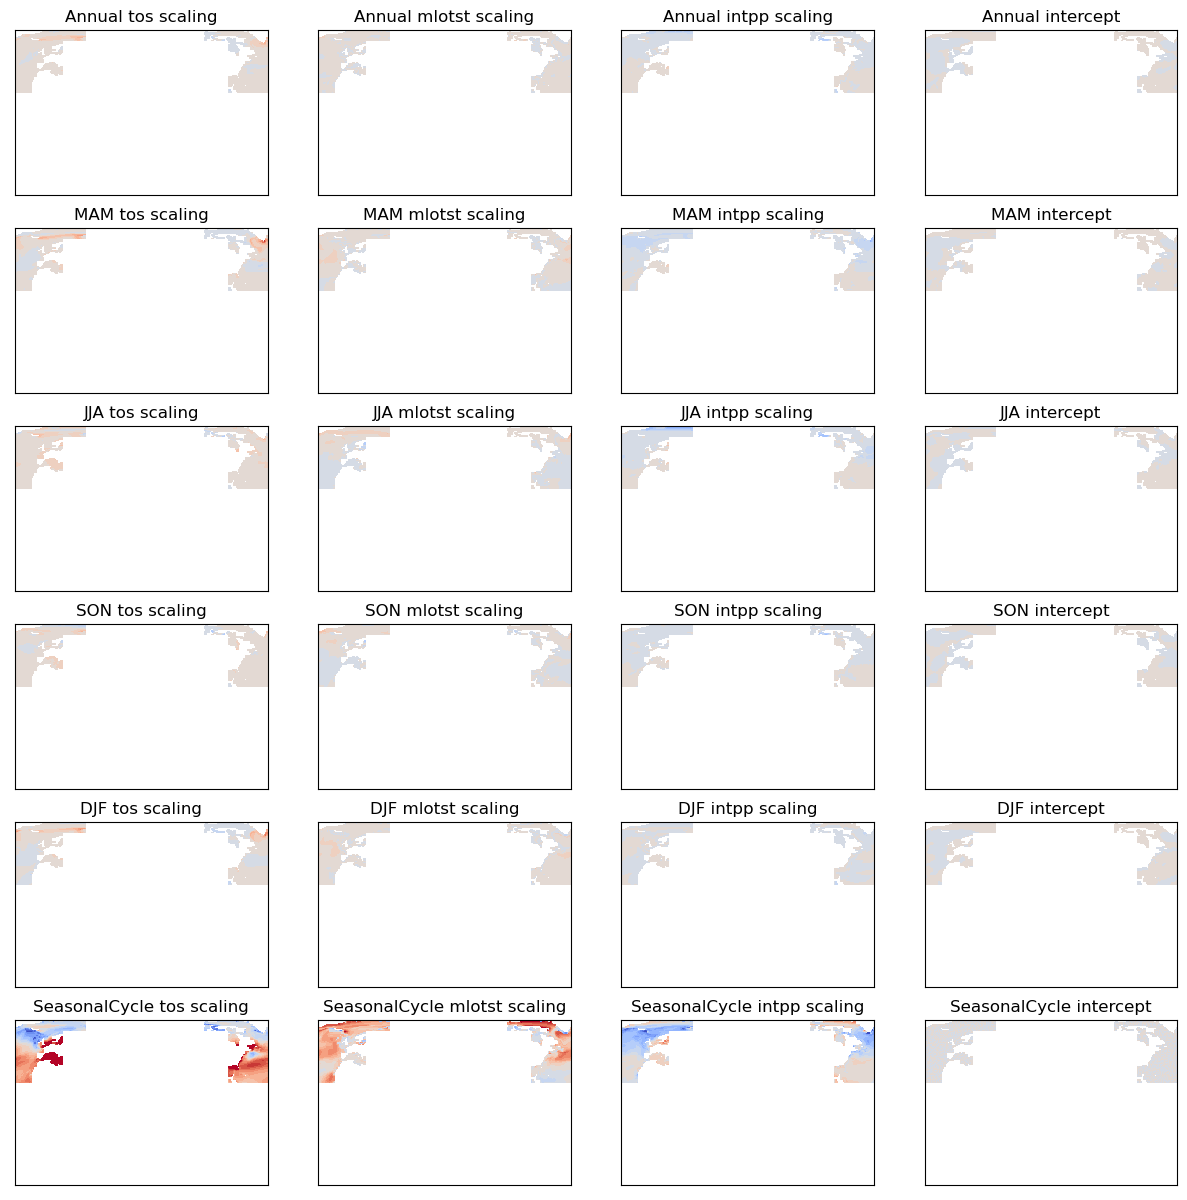 Annual tos scaling
Annual mlotst scaling
Annual intpp scaling
Annual intercept
MAM tos scaling
MAM mlotst scaling
MAM intpp scaling
MAM intercept
JJA tos scaling
JJA mlotst scaling
JJA intpp scaling
JJA intercept
SON tos scaling
SON mlotst scaling
SON intpp scaling
SON intercept
DJF tos scaling
DJF mlotst scaling
DJF intpp scaling
DJF intercept
SeasonalCycle tos scaling
SeasonalCycle mlotst scaling
SeasonalCycle intpp scaling
SeasonalCycle intercept